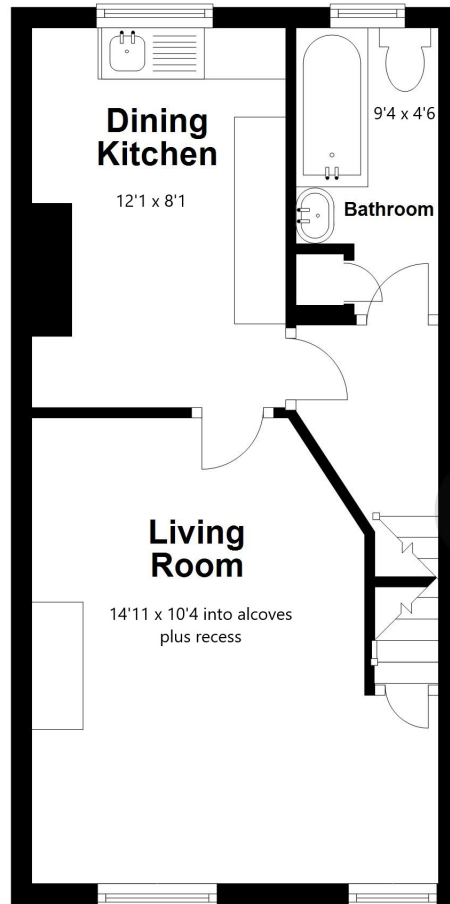 Dining
Kitchen
12'1 x 8'1
9'4 x 4'6
Bathroom
Living
Room
14'11 x 10'4 into alcoves
plus recess